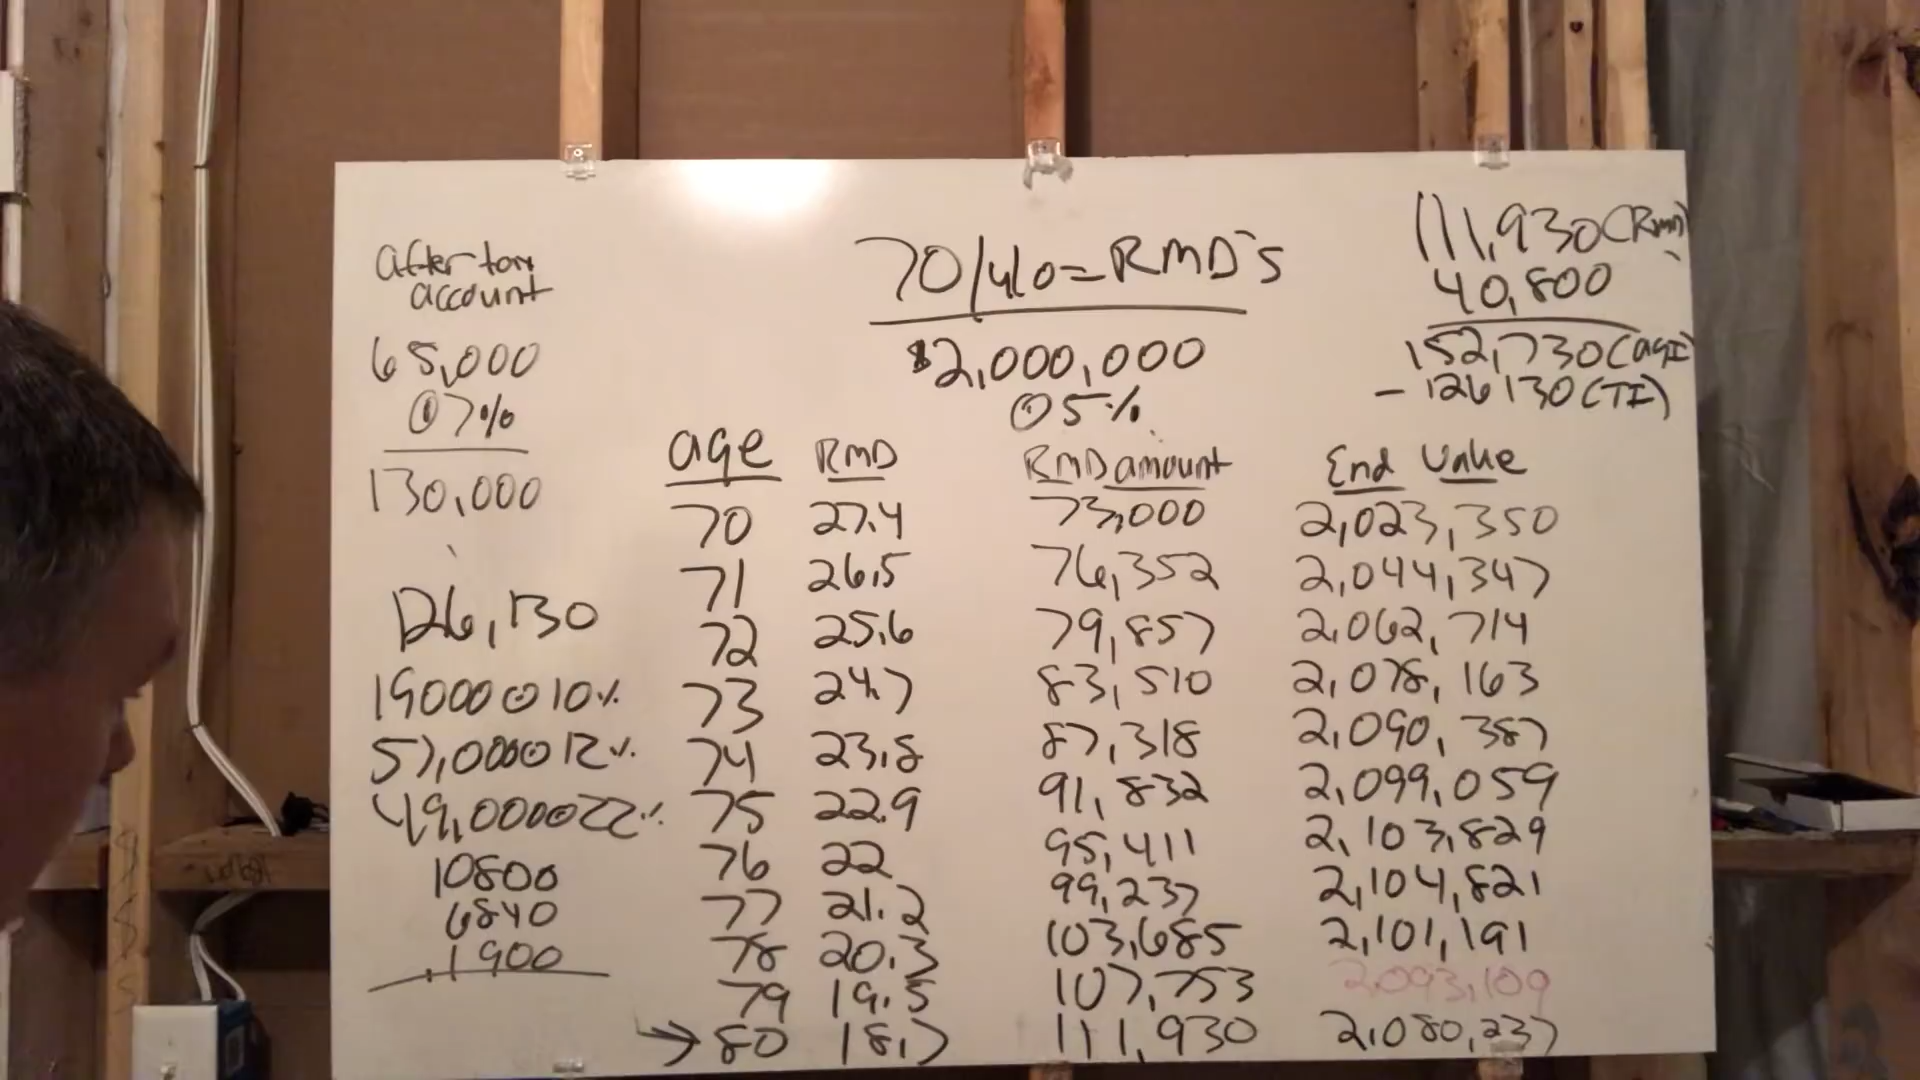 after tax
account
65,000
@7%
130,000
126,130
19000@10%
57,000@12%
49,000@22%
10800
6840
1900
70/y/o=RMD's
$2,000,000
@5%
age RMD RMD amount End Value
70 27.4 73,000 2,023,350
71 26.5 76,352 2,044,347
72 25.6 79,857 2,062,714
73 24.7 83,510 2,078,163
74 23.8 87,318 2,090,387
75 22.9 91,832 2,099,059
76 22 95,411 2,103,829
77 21.2 99,237 2,104,821
78 20.3 103,685 2,101,191
79 19.5 107,753 2,093,109
→80 18.7 111,930 2,080,237
111,930(RMD)
40,800
152,730(AGI)
- 126130(TI)